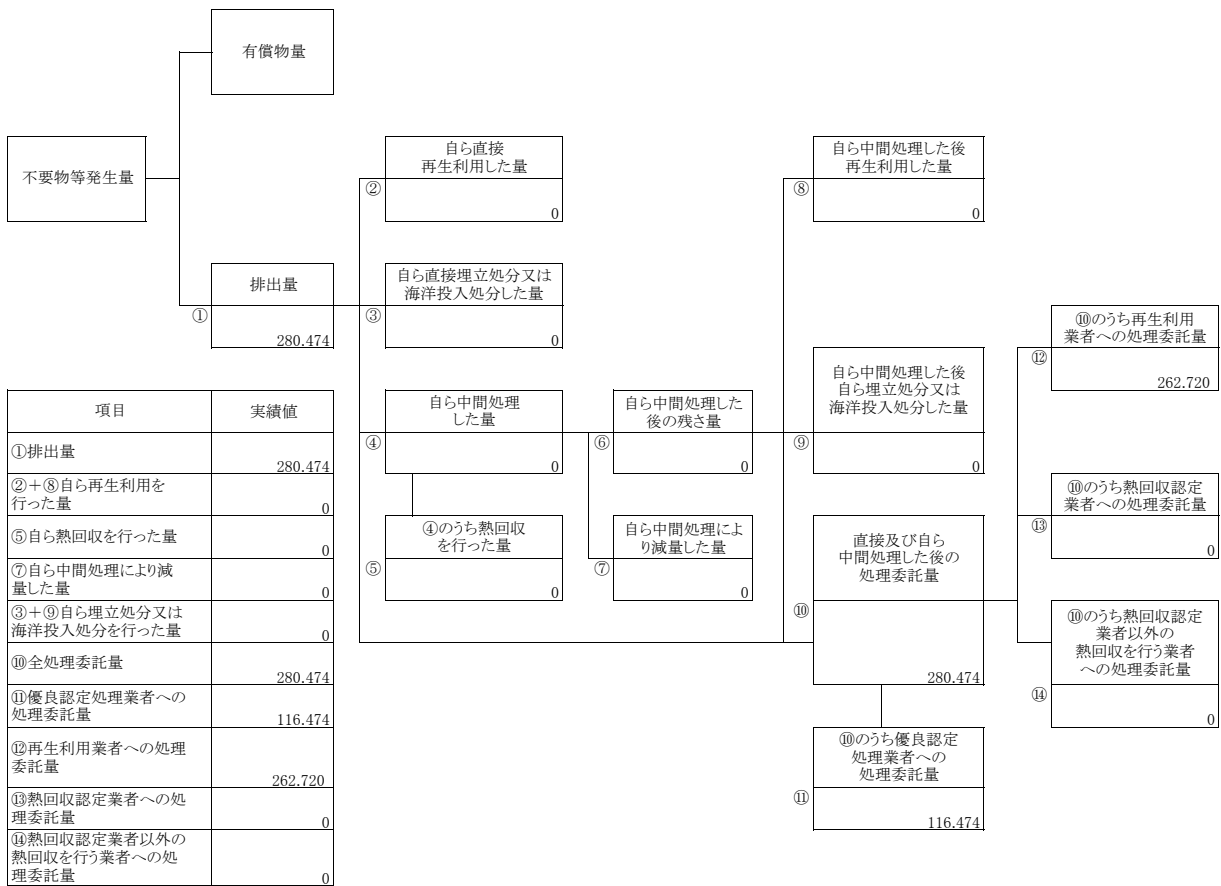 有償物量
不要物等発生量
自ら直接
再生利用した量
②
0
自ら中間処理した後
再生利用した量
⑧
0
排出量
①
280.474
自ら直接埋立処分又は
海洋投入処分した量
③
0
⑩のうち再生利用
業者への処理委託量
⑫
262.720
自ら中間処理
した量
④
0
自ら中間処理した
後の残さ量
⑥
0
自ら中間処理した後
自ら埋立処分又は
海洋投入処分した量
⑨
0
⑩のうち熱回収認定
業者への処理委託量
⑬
0
④のうち熱回収
を行った量
⑤
0
自ら中間処理によ
り減量した量
⑦
0
直接及び自ら
中間処理した後の
処理委託量
⑩
280.474
⑩のうち熱回収認定
業者以外の
熱回収を行う業者
への処理委託量
⑭
0
⑩のうち優良認定
処理業者への
処理委託量
⑪
116.474
項目 実績値
①排出量
280.474
②＋⑧自ら再生利用を
行った量
0
⑤自ら熱回収を行った量
0
⑦自ら中間処理により減
量した量
0
③＋⑨自ら埋立処分又は
海洋投入処分を行った量
0
⑩全処理委託量
280.474
⑪優良認定処理業者への
処理委託量
116.474
⑫再生利用業者への処理
委託量
262.720
⑬熱回収認定業者への処
理委託量
0
⑭熱回収認定業者以外の
熱回収を行う業者への処
理委託量
0